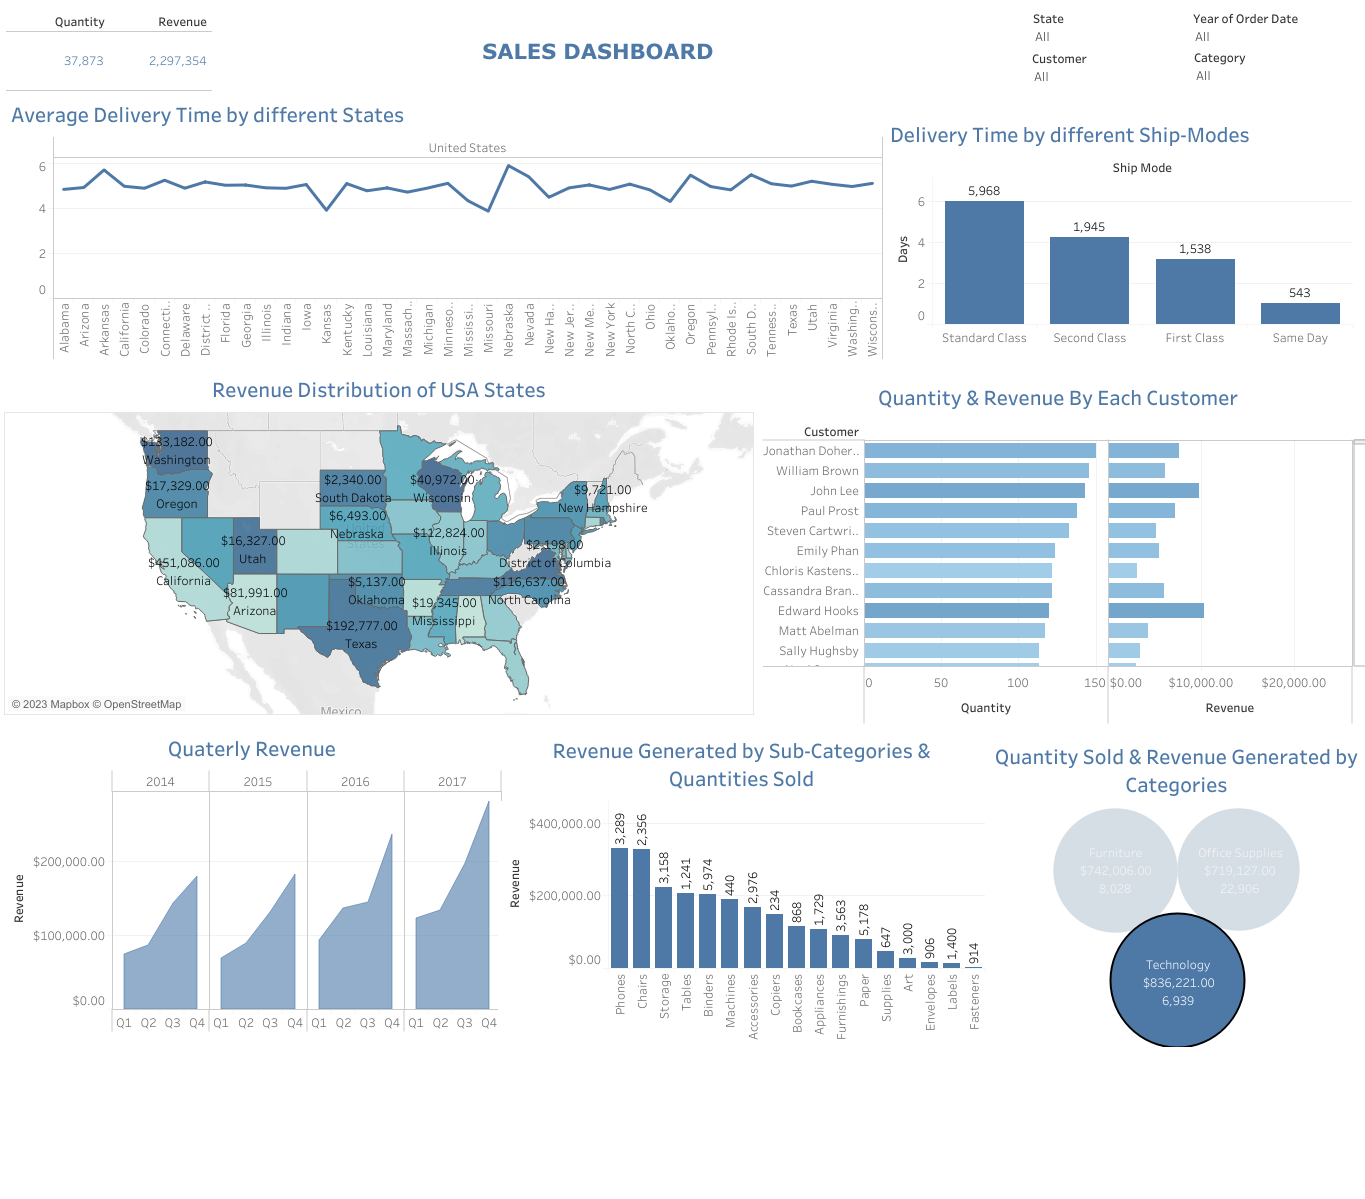 Quantity Revenue
37,873 2,297,354
SALES DASHBOARD
State Year of Order Date
All All
Customer Category
All All
Average Delivery Time by different States
United States
6
4
2
0
Alabama
Arizona
Arkansas
California
Colorado
Connecti..
Delaware
District ..
Florida
Georgia
Illinois
Indiana
Iowa
Kansas
Kentucky
Louisiana
Maryland
Massach..
Michigan
Minneso..
Mississi..
Missouri
Nebraska
Nevada
New Ha..
New Jer..
New Me..
New York
North C..
Ohio
Oklaho..
Oregon
Pennsyl..
Rhode Is..
South D..
Tenness..
Texas
Utah
Virginia
Washing..
Wiscons..
Delivery Time by different Ship-Modes
Ship Mode
Days
6
4
2
0
5,968
1,945
1,538
543
Standard Class Second Class First Class Same Day
Revenue Distribution of USA States
$133,182.00
Washington
$17,329.00
Oregon
$2,340.00
South Dakota
$40,972.00
Wisconsin
$9,721.00
New Hampshire
$6,493.00
Nebraska
United
States
$16,327.00
Utah
$112,824.00
Illinois
$2,198.00
District of Columbia
$451,086.00
California
$81,991.00
Arizona
$5,137.00
Oklahoma
$19,345.00
Mississippi
$116,637.00
North Carolina
$192,777.00
Texas
Mexico
© 2023 Mapbox © OpenStreetMap
Quantity & Revenue By Each Customer
Customer
Jonathan Doher..
William Brown
John Lee
Paul Prost
Steven Cartwri..
Emily Phan
Chloris Kastens..
Cassandra Bran..
Edward Hooks
Matt Abelman
Sally Hughsby
0 50 100 150 $0.00 $10,000.00 $20,000.00
Quantity Revenue
Quaterly Revenue
2014 2015 2016 2017
Revenue
$200,000.00
$100,000.00
$0.00
Q1 Q2 Q3 Q4 Q1 Q2 Q3 Q4 Q1 Q2 Q3 Q4 Q1 Q2 Q3 Q4
Revenue Generated by Sub-Categories &
Quantities Sold
Revenue
$400,000.00
$200,000.00
$0.00
3,289
2,356
3,158
1,241
5,974
440
2,976
234
868
1,729
3,563
5,178
647
3,000
906
1,400
914
Phones
Chairs
Storage
Tables
Binders
Machines
Accessories
Copiers
Bookcases
Appliances
Furnishings
Paper
Supplies
Art
Envelopes
Labels
Fasteners
Quantity Sold & Revenue Generated by
Categories
Furniture
$742,006.00
8,028
Office Supplies
$719,127.00
22,906
Technology
$836,221.00
6,939